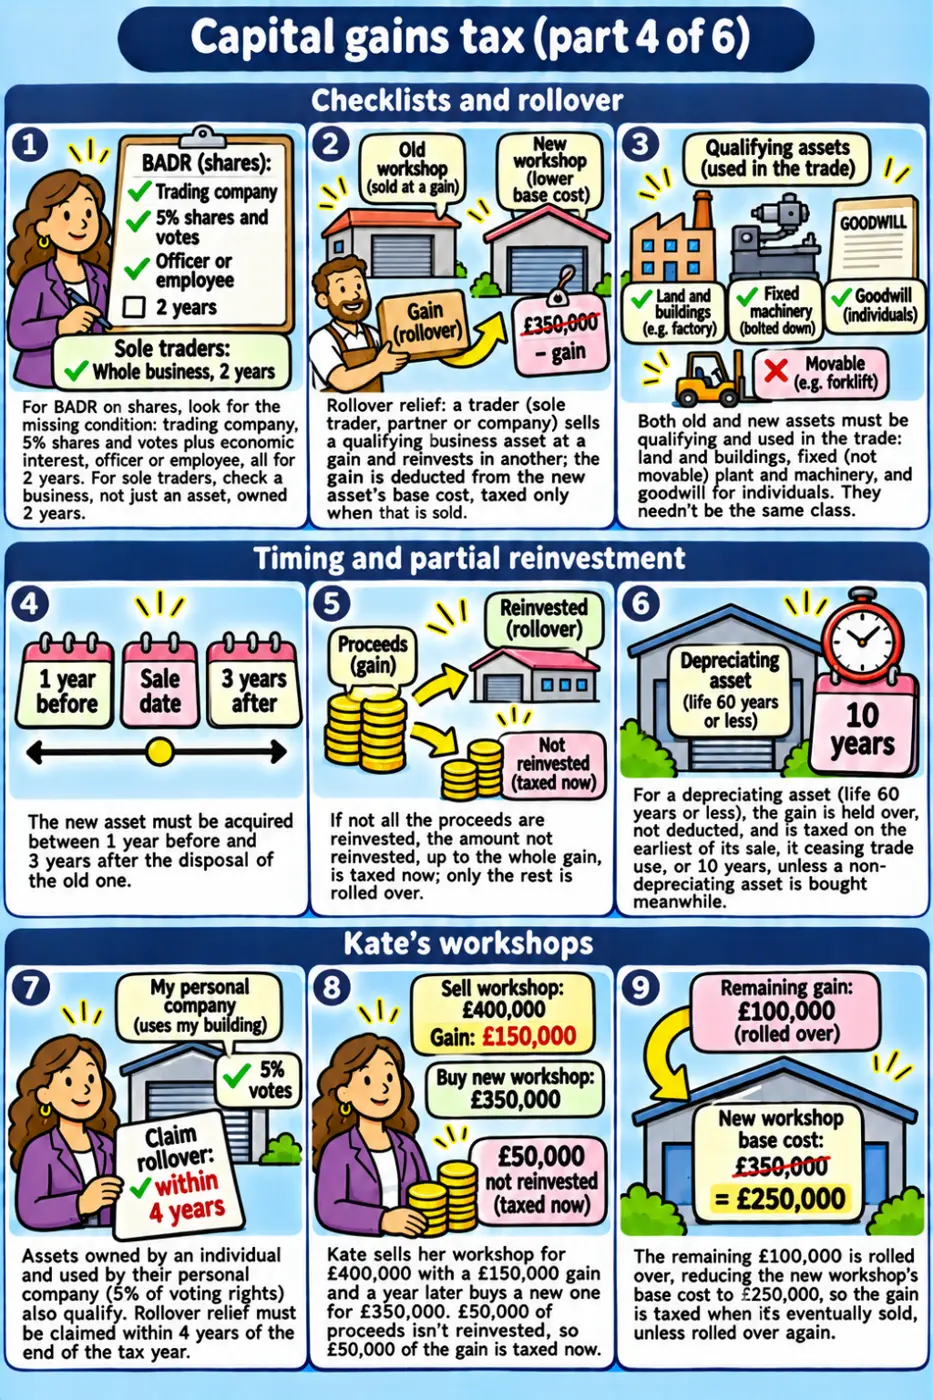 Capital gains tax (part 4 of 6)
Checklists and rollover
1
BADR (shares):
Trading company
5% shares and
votes
Officer or
employee
2 years
Sole traders:
Whole business, 2 years
For BADR on shares, look for the
missing condition: trading company,
5% shares and votes plus economic
interest, officer or employee, all for
2 years. For sole traders, check a
business, not just an asset, owned
2 years.
2
Old
workshop
(sold at a gain)
New
workshop
(lower
base cost)
Gain
(rollover)
£350,000
– gain
Rollover relief: a trader (sole
trader, partner or company) sells
a qualifying business asset at a
gain and reinvests in another; the
gain is deducted from the new
asset's base cost, taxed only
when that is sold.
3
Qualifying assets
(used in the trade)
GOODWILL
Land and
buildings
(e.g. factory)
Fixed
machinery
(bolted down)
Goodwill
(individuals)
Movable
(e.g. forklift)
Both old and new assets must be
qualifying and used in the trade:
land and buildings, fixed (not
movable) plant and machinery, and
goodwill for individuals. They
needn't be the same class.
Timing and partial reinvestment
4
1 year
before
Sale
date
3 years
after
The new asset must be acquired
between 1 year before and
3 years after the disposal of
the old one.
5
Proceeds
(gain)
Reinvested
(rollover)
Not
reinvested
(taxed now)
If not all the proceeds are
reinvested, the amount not
reinvested, up to the whole gain,
is taxed now; only the rest is
rolled over.
6
Depreciating
asset
(life 60 years
or less)
10
years
For a depreciating asset (life 60
years or less), the gain is held over,
not deducted, and is taxed on the
earliest of its sale, it ceasing trade
use, or 10 years, unless a non-
depreciating asset is bought
meanwhile.
Kate's workshops
7
My personal
company
(uses my building)
5%
votes
Claim
rollover:
within
4 years
Assets owned by an individual
and used by their personal
company (5% of voting rights)
also qualify. Rollover relief must
be claimed within 4 years of the
end of the tax year.
8
Sell workshop:
£400,000
Gain: £150,000
Buy new workshop:
£350,000
£50,000
not reinvested
(taxed now)
Kate sells her workshop for
£400,000 with a £150,000 gain
and a year later buys a new one
for £350,000. £50,000 of
proceeds isn't reinvested, so
£50,000 of the gain is taxed now.
9
Remaining gain:
£100,000
(rolled over)
New workshop
base cost:
£350,000
= £250,000
The remaining £100,000 is rolled
over, reducing the new workshop's
base cost to £250,000, so the gain
is taxed when it's eventually sold,
unless rolled over again.